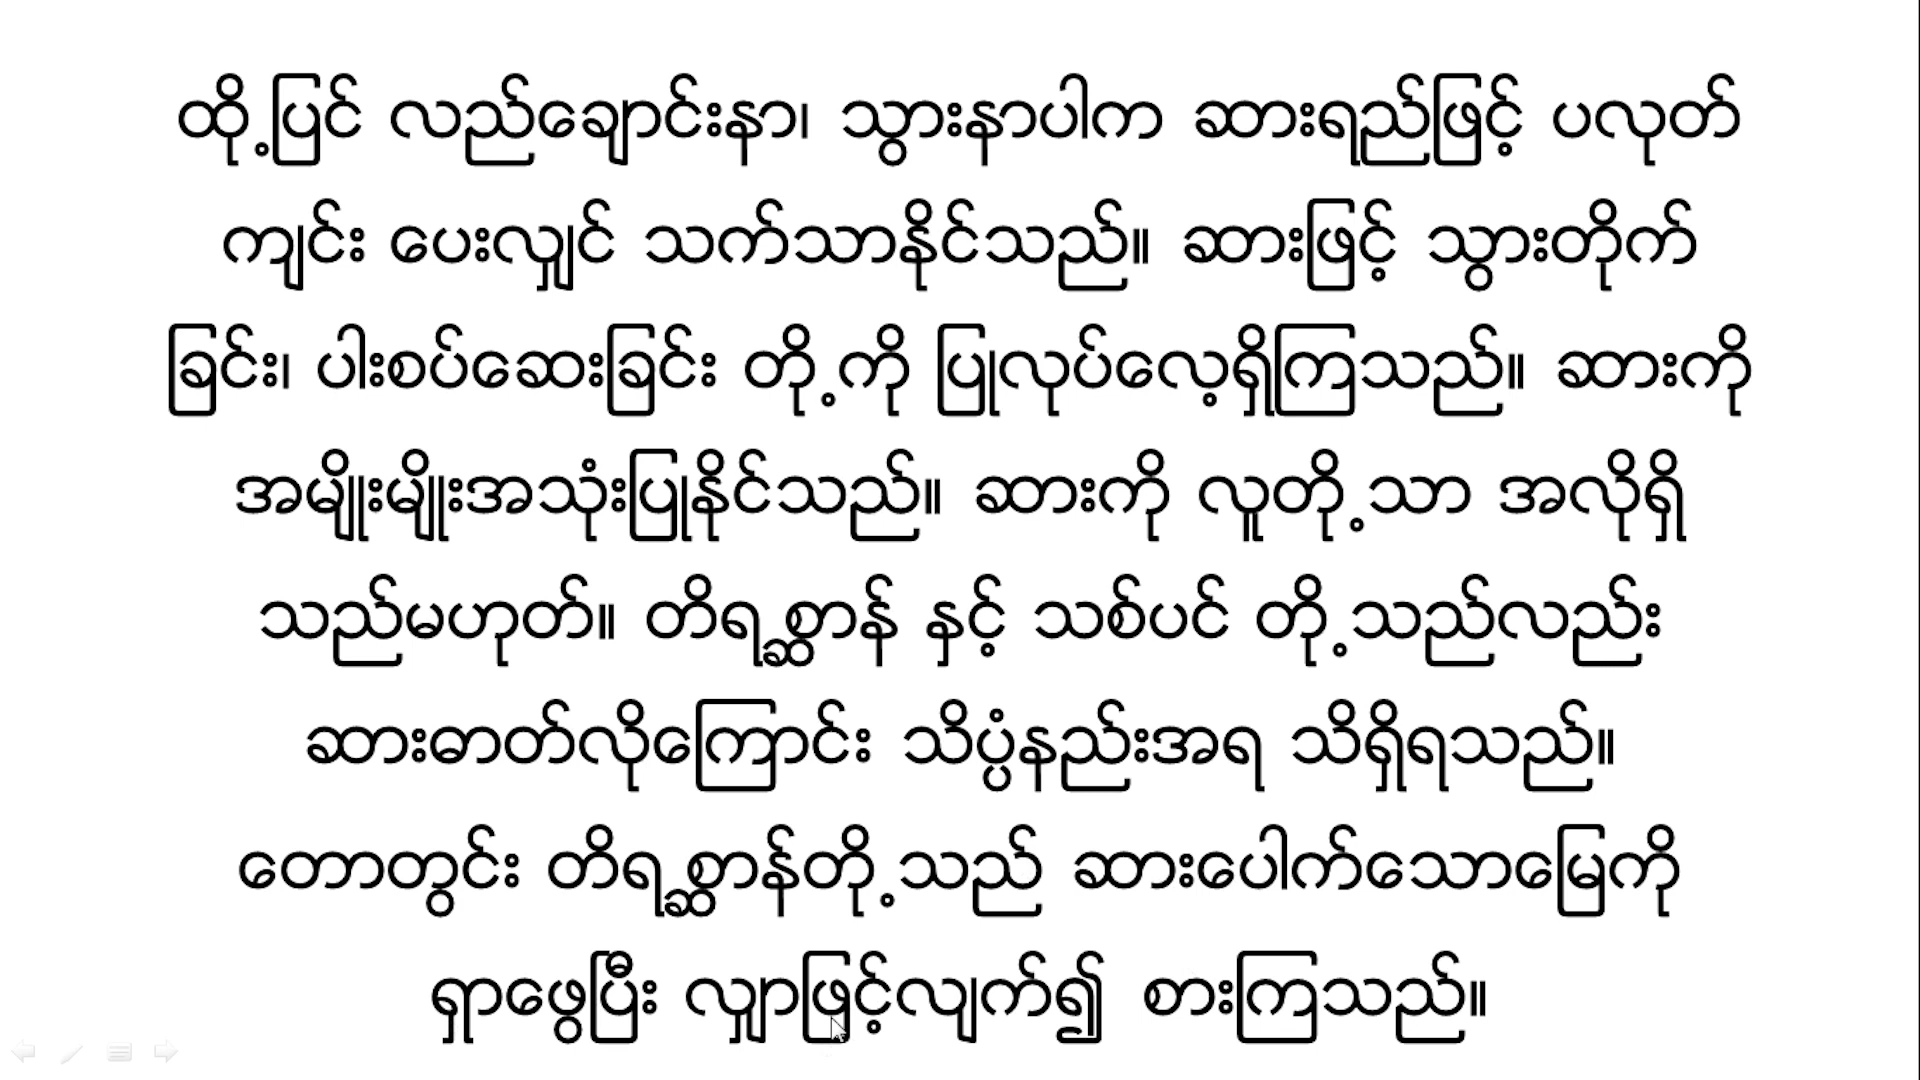 ထို့ပြင် လည်ချောင်းနာ၊ သွားနာပါက ဆားရည်ဖြင့် ပလုတ်
ကျင်း ပေးလျှင် သက်သာနိုင်သည်။ ဆားဖြင့် သွားတိုက်
ခြင်း၊ ပါးစပ်ဆေးခြင်း တို့ကို ပြုလုပ်လေ့ရှိကြသည်။ ဆားကို
အမျိုးမျိုးအသုံးပြုနိုင်သည်။ ဆားကို လူတို့သာ အလိုရှိ
သည်မဟုတ်။ တိရစ္ဆာန် နှင့် သစ်ပင် တို့သည်လည်း
ဆားဓာတ်လိုကြောင်း သိပ္ပံနည်းအရ သိရှိရသည်။
တောတွင်း တိရစ္ဆာန်တို့သည် ဆားပေါက်သောမြေကို
ရှာဖွေပြီး လျှာဖြင့်လျက်၍ စားကြသည်။